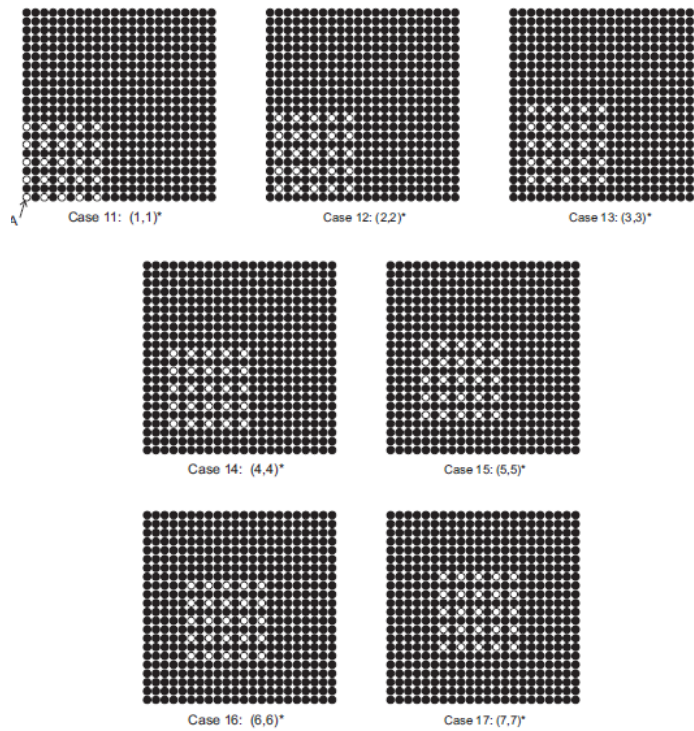 A
Case 11: (1,1)*
Case 12: (2,2)*
Case 13: (3,3)*
Case 14: (4,4)*
Case 15: (5,5)*
Case 16: (6,6)*
Case 17: (7,7)*